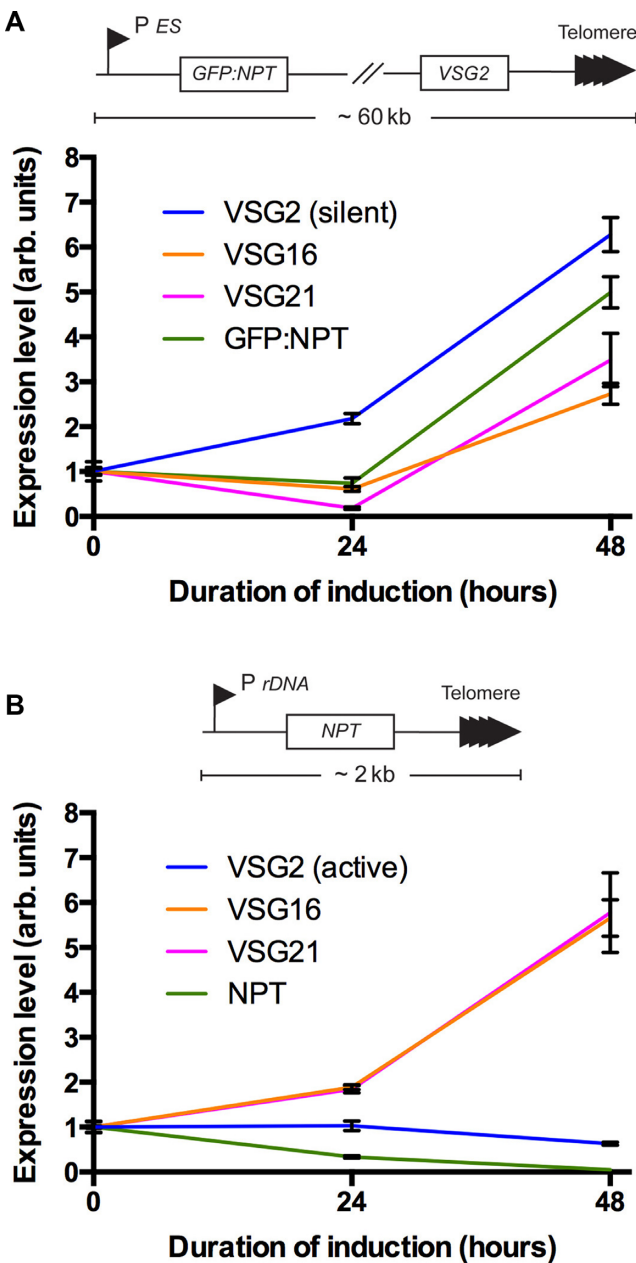 A
P ES
Telomere
GFP:NPT
VSG2
~ 60 kb
Expression level (arb. units)
8
7
6
5
4
3
2
1
0
VSG2 (silent)
VSG16
VSG21
GFP:NPT
0 24 48
Duration of induction (hours)
B
P rDNA
Telomere
NPT
~ 2 kb
Expression level (arb. units)
8
7
6
5
4
3
2
1
0
VSG2 (active)
VSG16
VSG21
NPT
0 24 48
Duration of induction (hours)